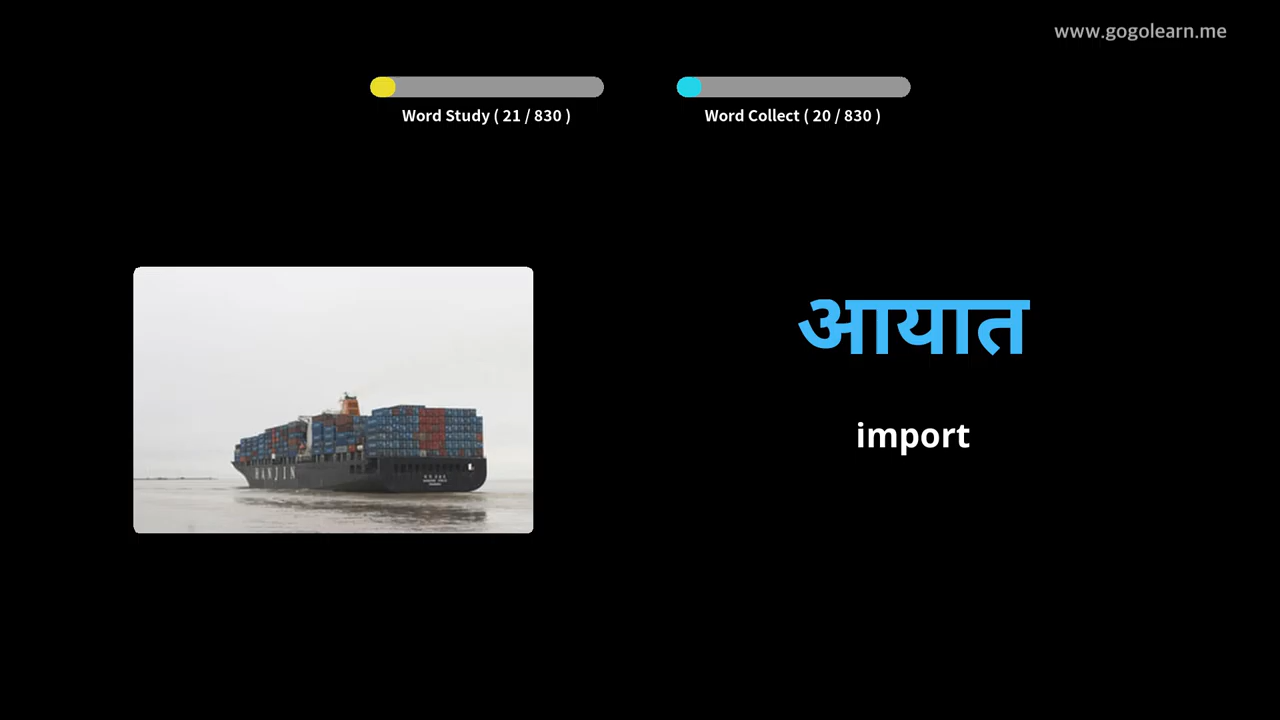 www.gogolearn.me
Word Study ( 21 / 830 )
Word Collect ( 20 / 830 )
आयात
import
HANJIN